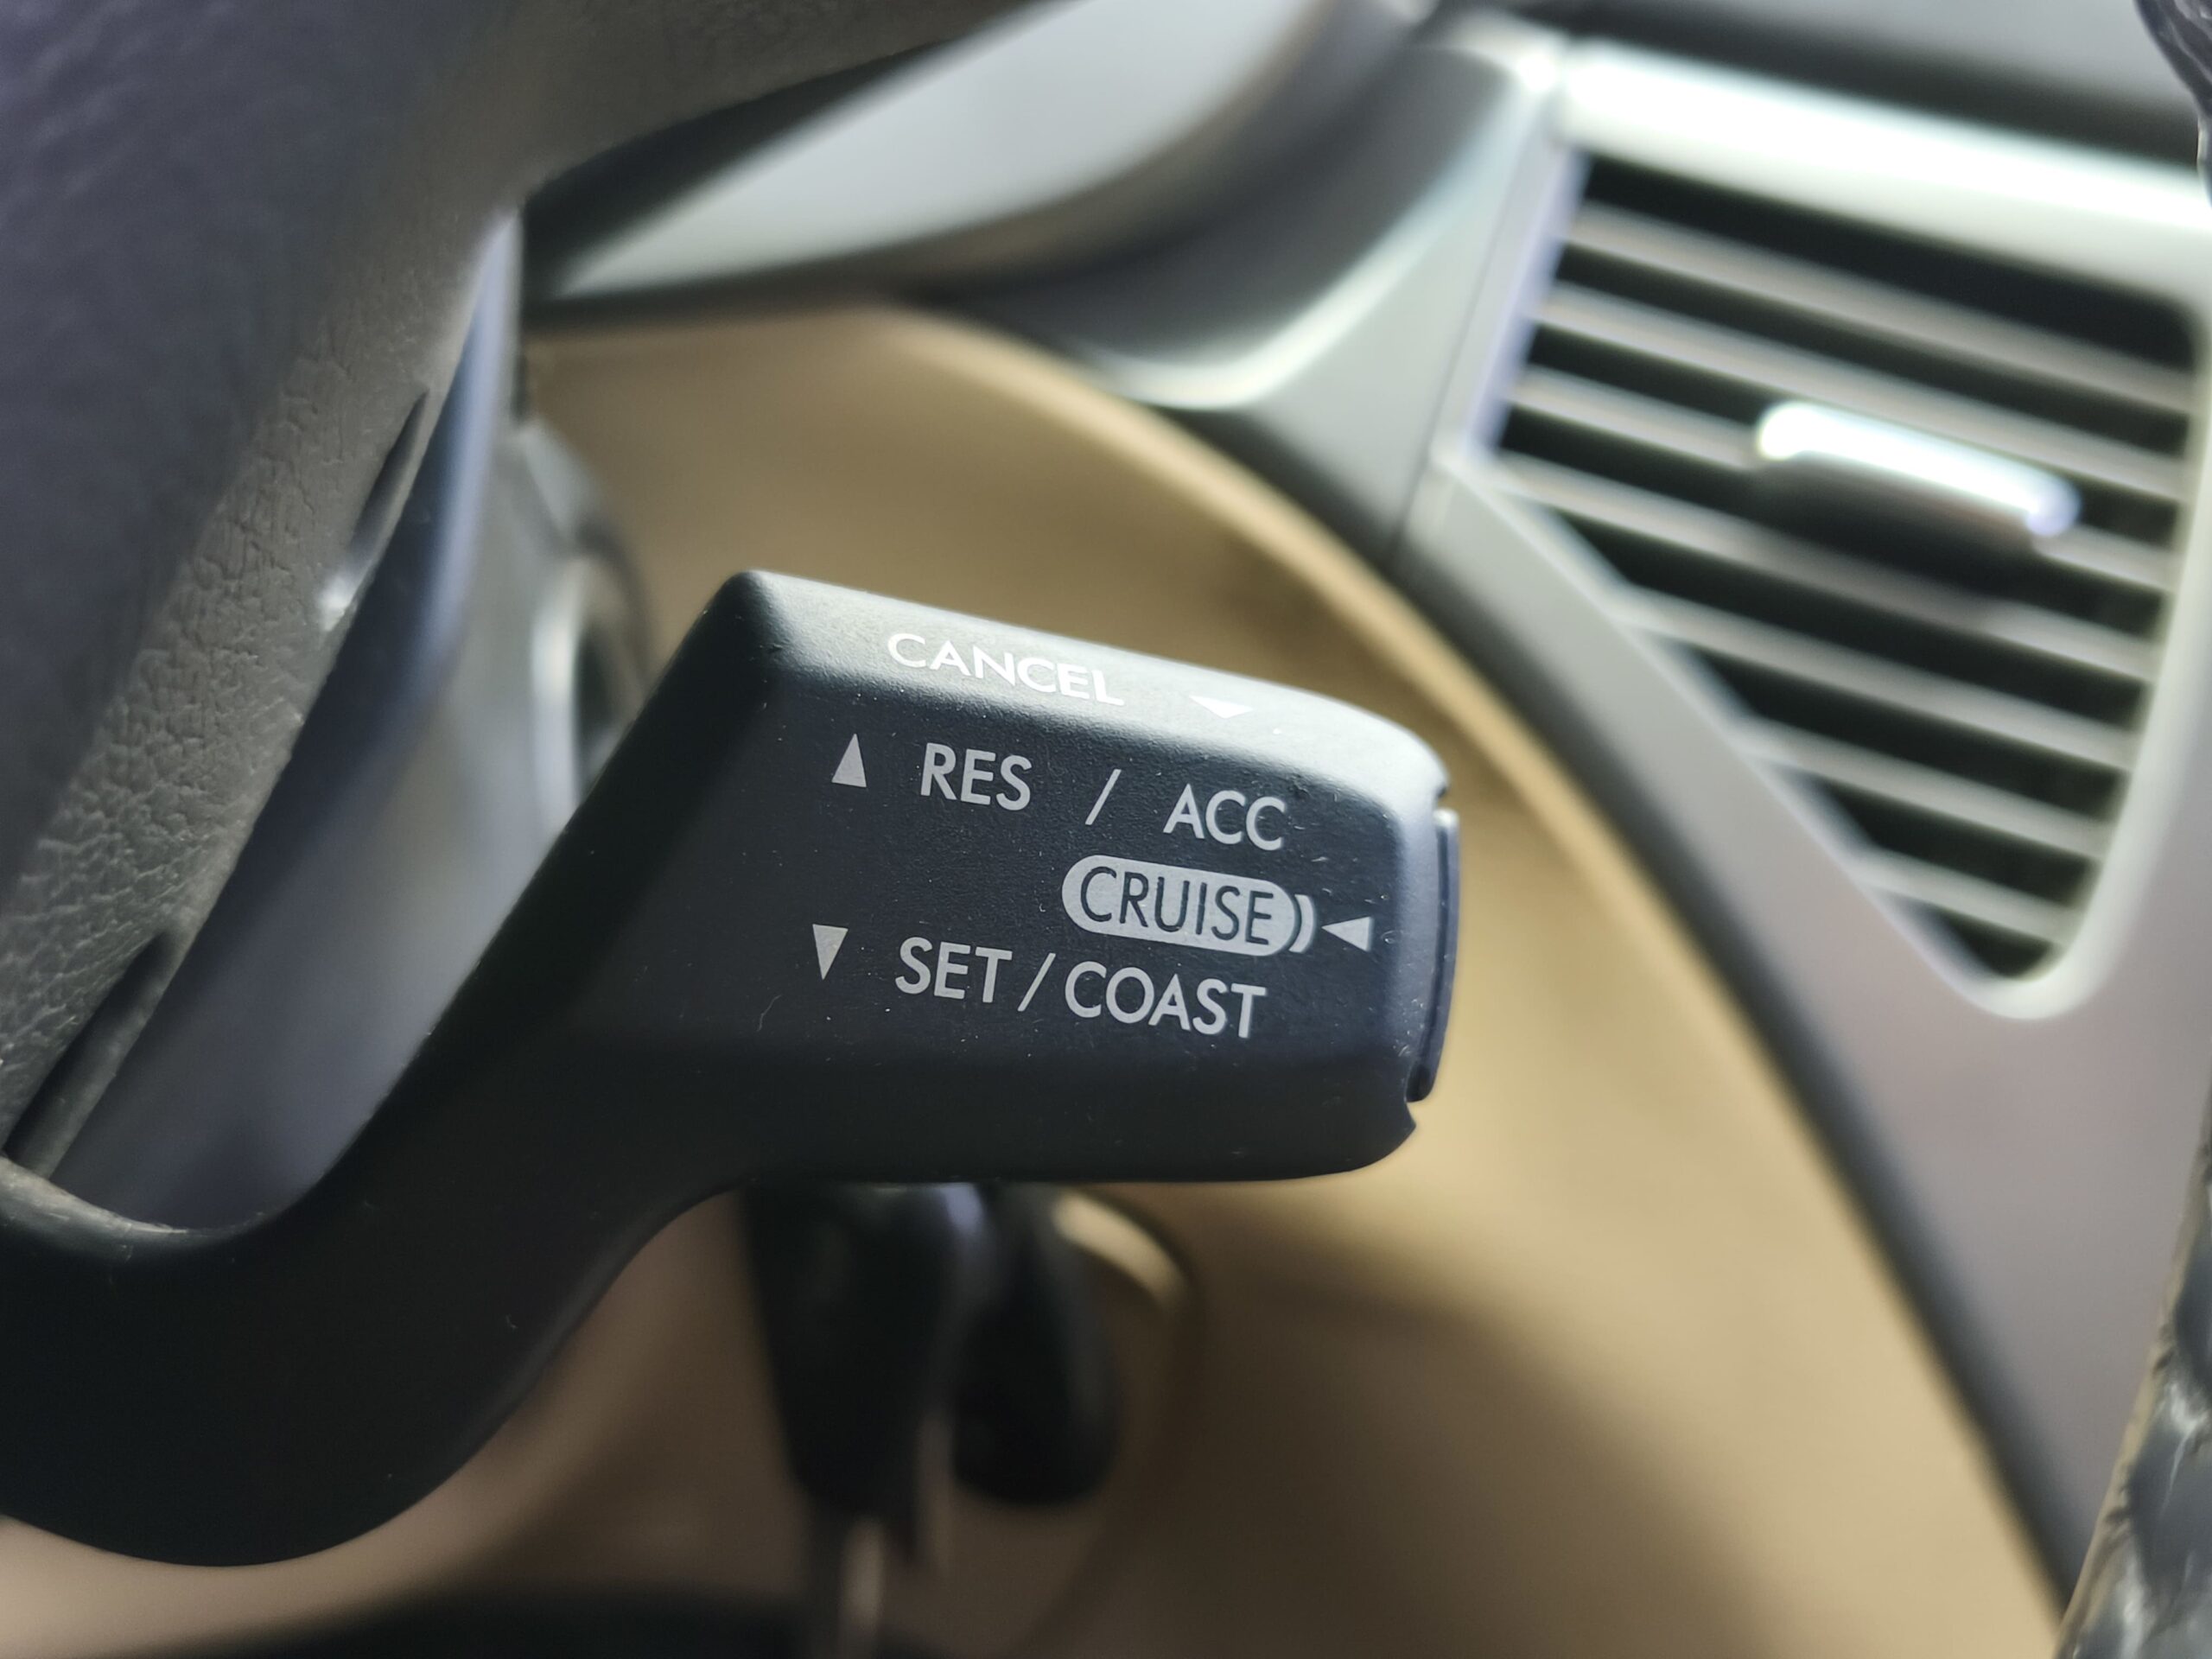 CANCEL
RES / ACC
CRUISE
SET / COAST